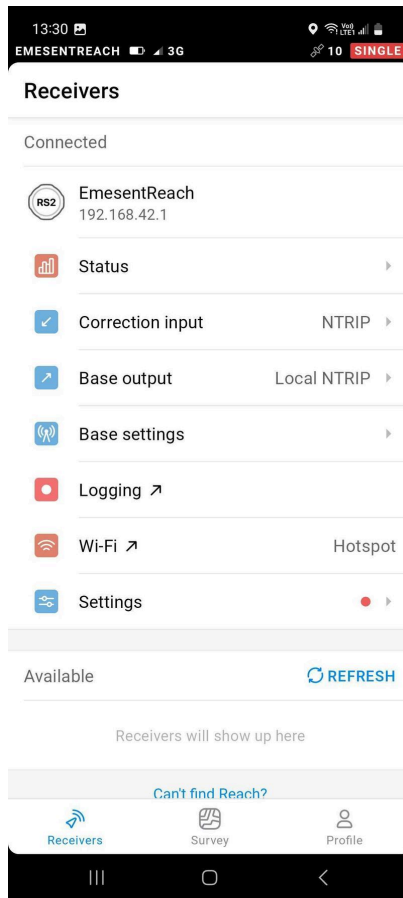 13:30 Vo) LTE1
EMESENTREACH 3G 10 SINGLE
Receivers
Connected
RS2
EmesentReach
192.168.42.1
Status
Correction input NTRIP
Base output Local NTRIP
Base settings
Logging
Wi-Fi Hotspot
Settings
Available REFRESH
Receivers will show up here
Can't find Reach?
Receivers Survey Profile